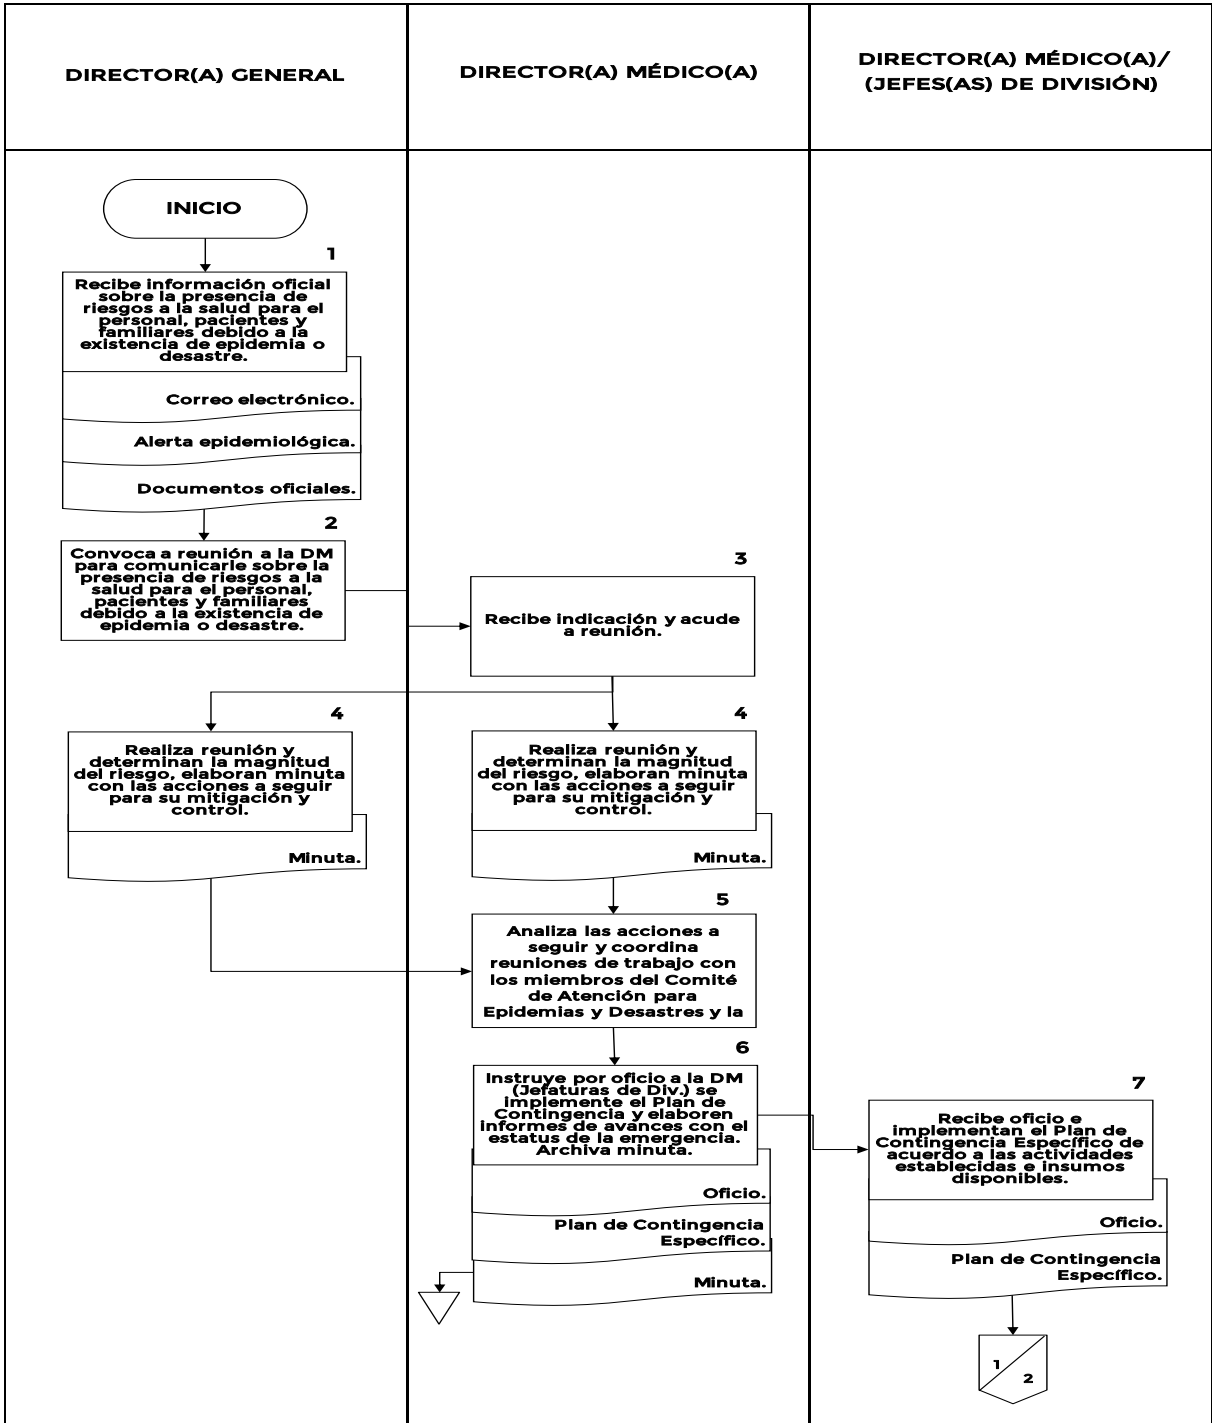 DIRECTOR(A) GENERAL
DIRECTOR(A) MÉDICO(A)
DIRECTOR(A) MÉDICO(A)/
(JEFES(AS) DE DIVISIÓN)
INICIO
1
Recibe información oficial
sobre la presencia de
riesgos a la salud para el
personal, pacientes y
familiares debido a la
existencia de epidemia o
desastre.
Correo electrónico.
Alerta epidemiológica.
Documentos oficiales.
2
Convoca a reunión a la DM
para comunicarle sobre la
presencia de riesgos a la
salud para el personal,
pacientes y familiares
debido a la existencia de
epidemia o desastre.
3
Recibe indicación y acude
a reunión.
4
Realiza reunión y
determinan la magnitud
del riesgo, elaboran minuta
con las acciones a seguir
para su mitigación y
control.
Minuta.
4
Realiza reunión y
determinan la magnitud
del riesgo, elaboran minuta
con las acciones a seguir
para su mitigación y
control.
Minuta.
5
Analiza las acciones a
seguir y coordina
reuniones de trabajo con
los miembros del Comité
de Atención para
Epidemias y Desastres y la
6
Instruye por oficio a la DM
(Jefaturas de Div.) se
implemente el Plan de
Contingencia y elaboren
informes de avances con el
estatus de la emergencia.
Archiva minuta.
Oficio.
Plan de Contingencia
Específico.
Minuta.
7
Recibe oficio e
implementan el Plan de
Contingencia Específico de
acuerdo a las actividades
establecidas e insumos
disponibles.
Oficio.
Plan de Contingencia
Específico.
1
2